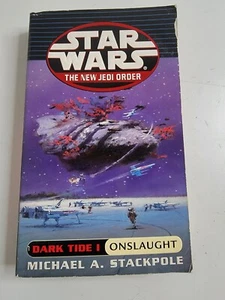 STAR
WARS
THE NEW JEDI ORDER
DARK TIDE I ONSLAUGHT
MICHAEL A. STACKPOLE